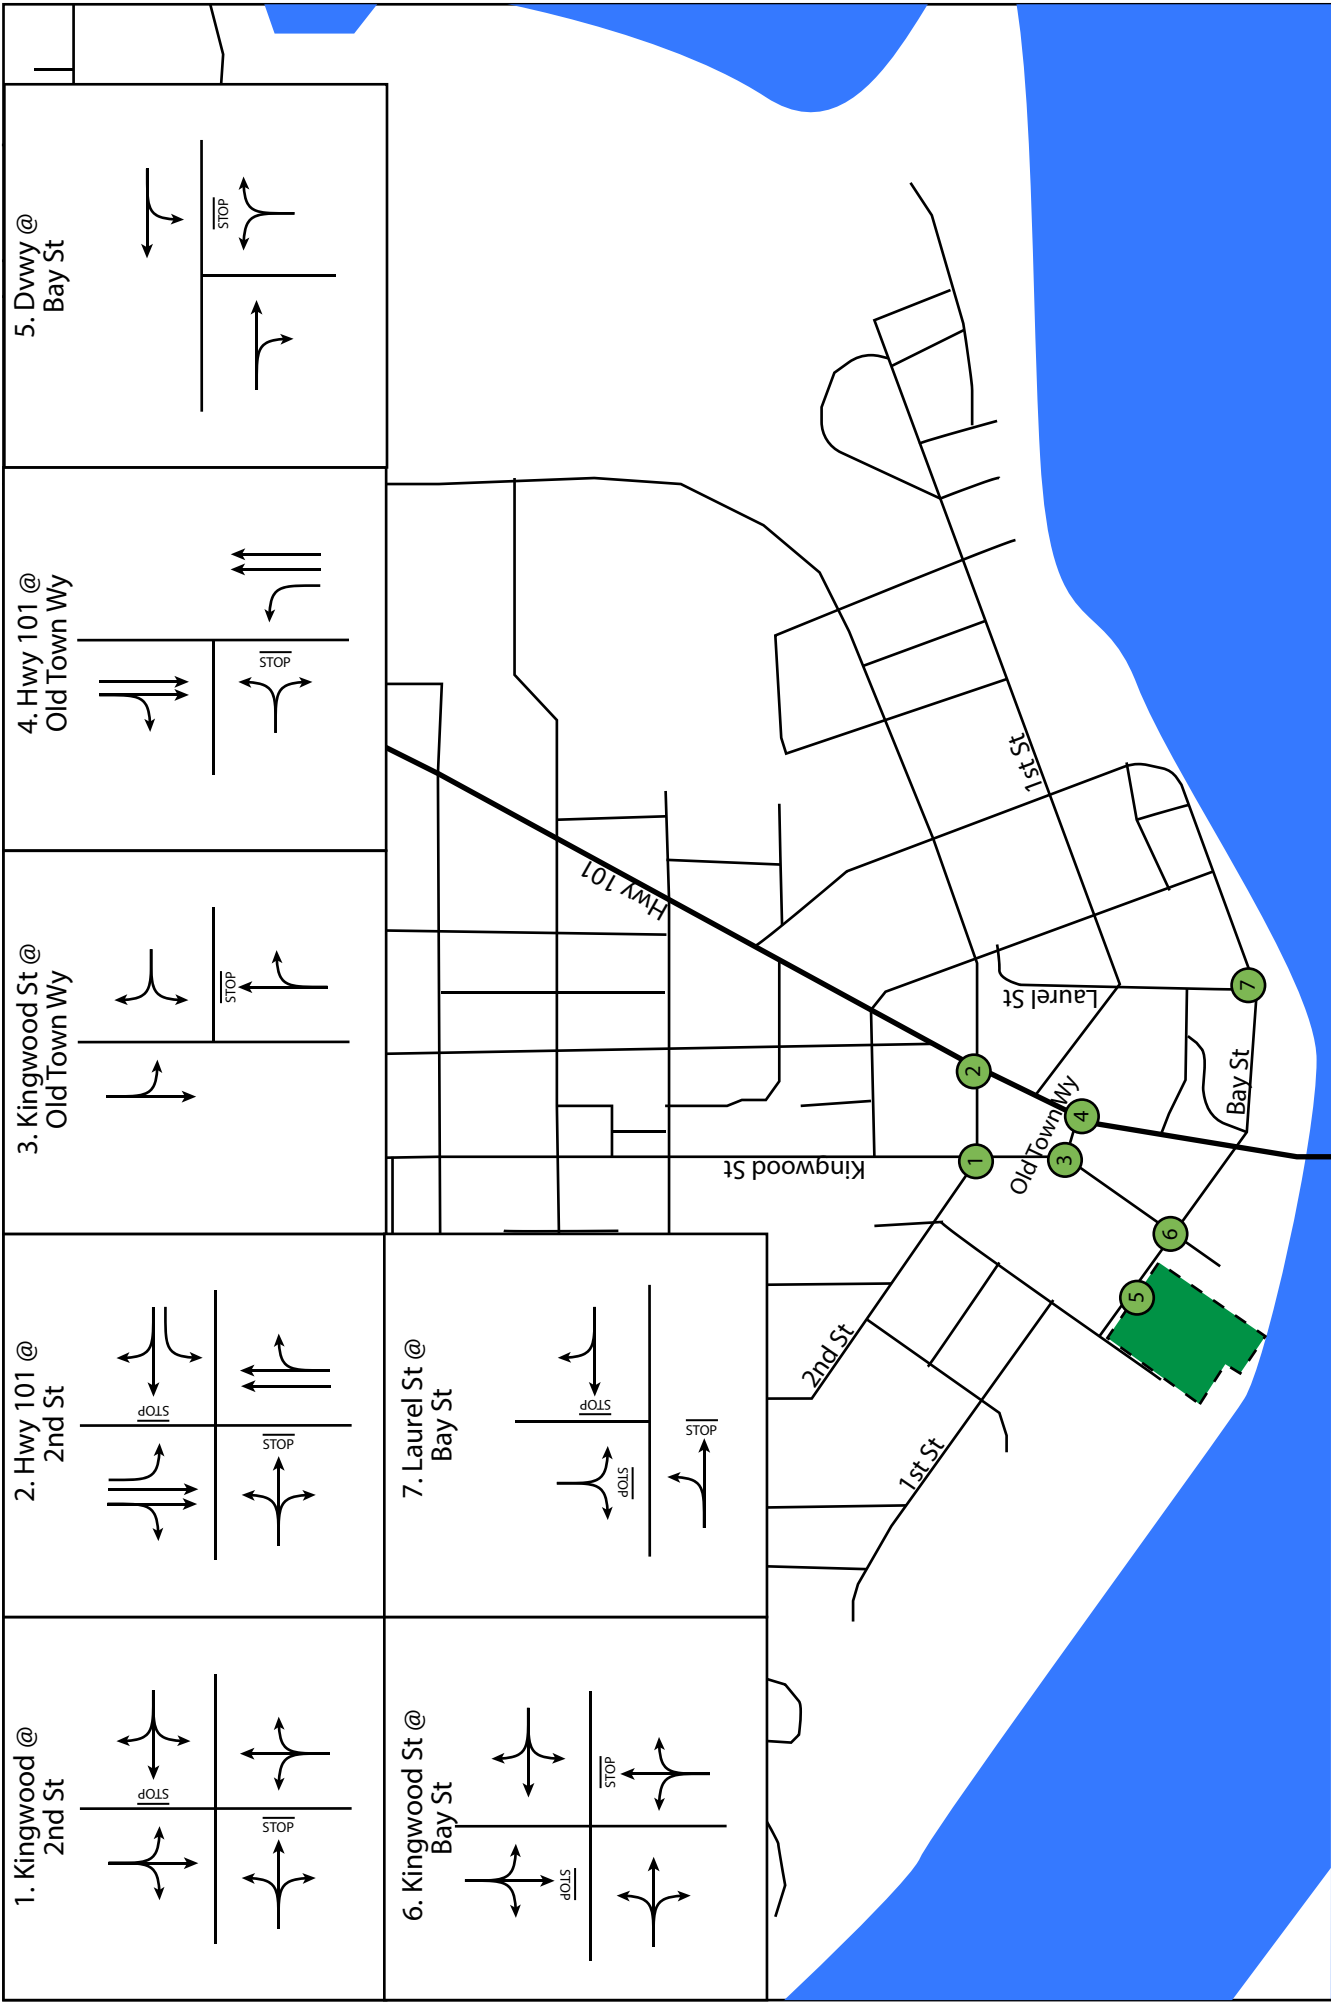 1. Kingwood @
2nd St
STOP
STOP
2. Hwy 101 @
2nd St
STOP
STOP
3. Kingwood St @
Old Town Wy
STOP
4. Hwy 101 @
Old Town Wy
STOP
5. Dvwy @
Bay St
STOP
6. Kingwood St @
Bay St
STOP
STOP
7. Laurel St @
Bay St
STOP
STOP
STOP
Hwy 101
Kingwood St
2nd St
1st St
1st St
Laurel St
Old Town Wy
Bay St
1
2
3
4
5
6
7